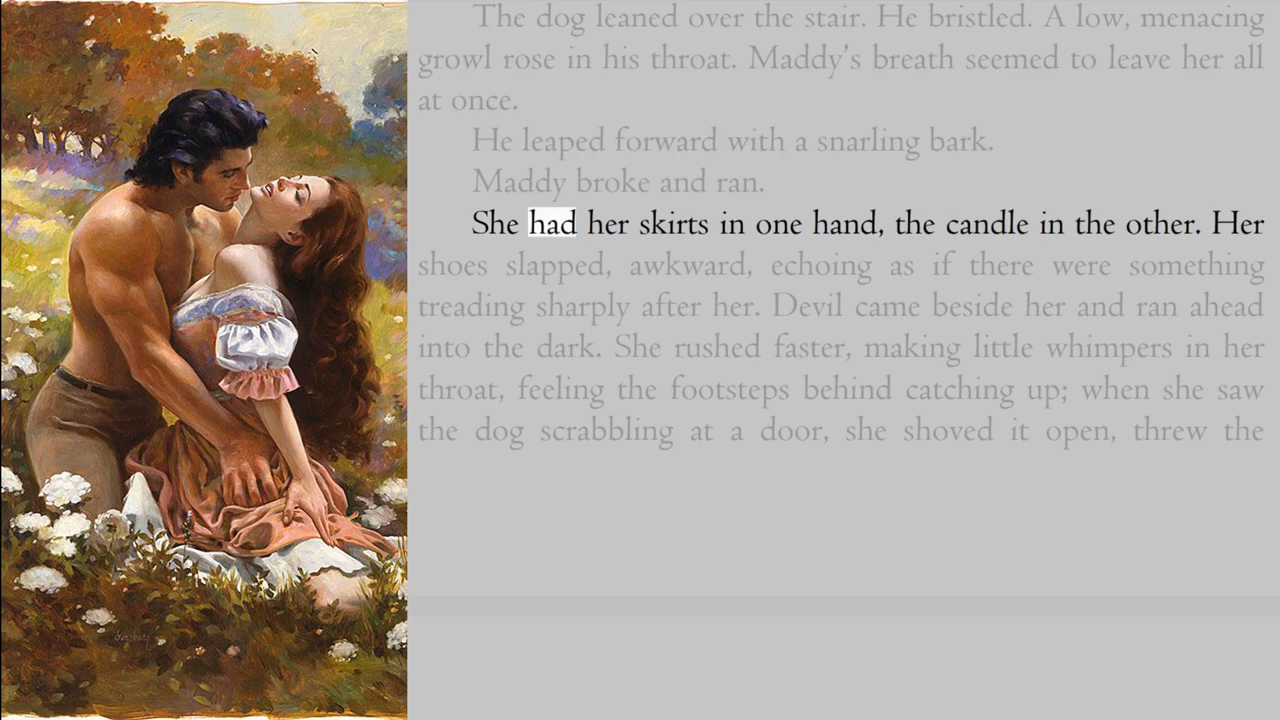 The dog leaned over the stair. He bristled. A low, menacing
growl rose in his throat. Maddy’s breath seemed to leave her all
at once.
He leaped forward with a snarling bark.
Maddy broke and ran.
She had her skirts in one hand, the candle in the other. Her
shoes slapped, awkward, echoing as if there were something
treading sharply after her. Devil came beside her and ran ahead
into the dark. She rushed faster, making little whimpers in her
throat, feeling the footsteps behind catching up; when she saw
the dog scrabbling at a door, she shoved it open, threw the